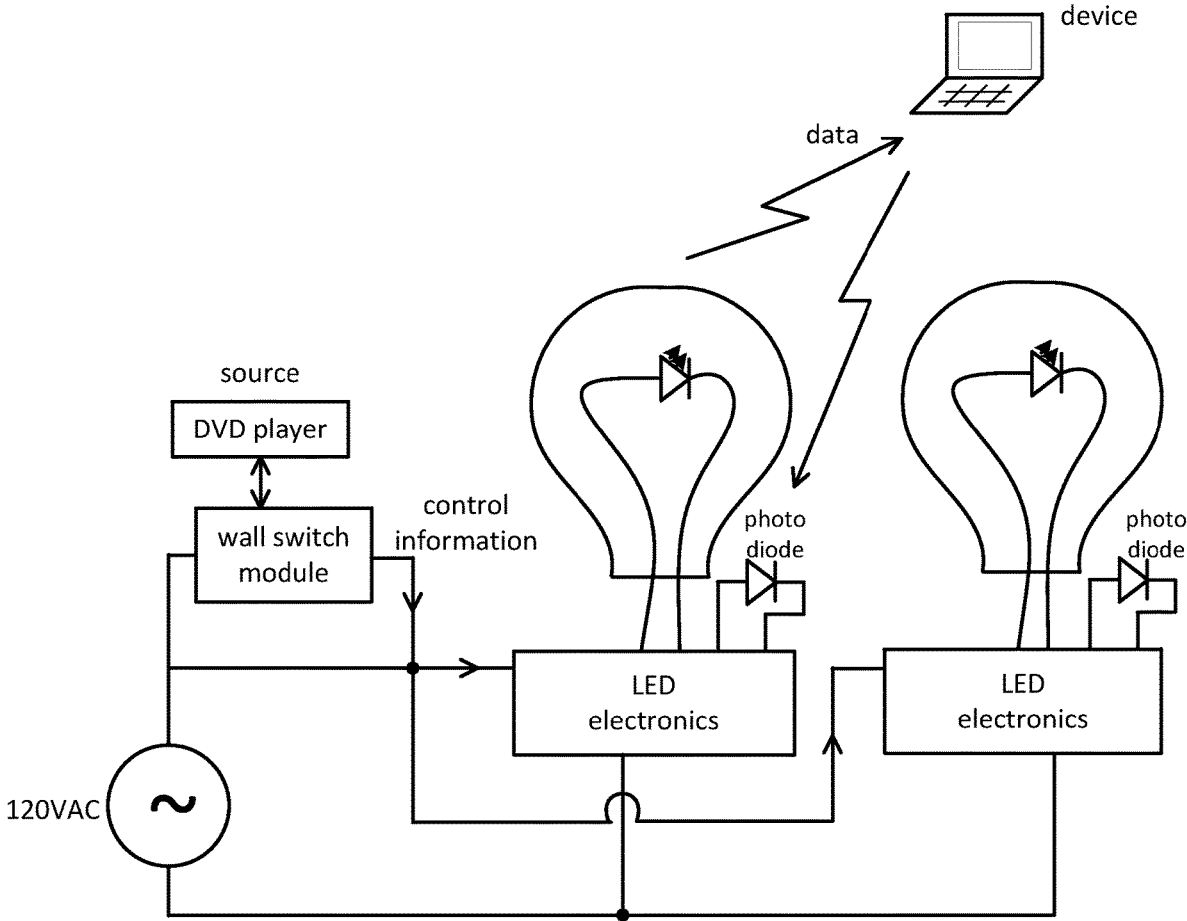 device
data
source
DVD player
control
information
wall switch
module
photo
diode
photo
diode
LED
electronics
LED
electronics
120VAC
~